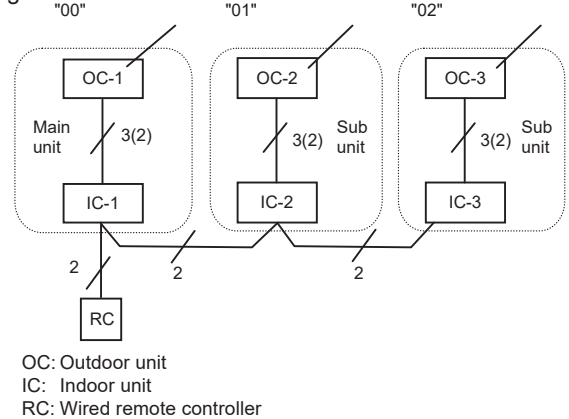 "00" "01" "02"
OC-1 OC-2 OC-3
Main unit 3(2) 3(2) Sub unit 3(2) Sub unit
IC-1 IC-2 IC-3
2 2 2
RC
OC: Outdoor unit
IC: Indoor unit
RC: Wired remote controller